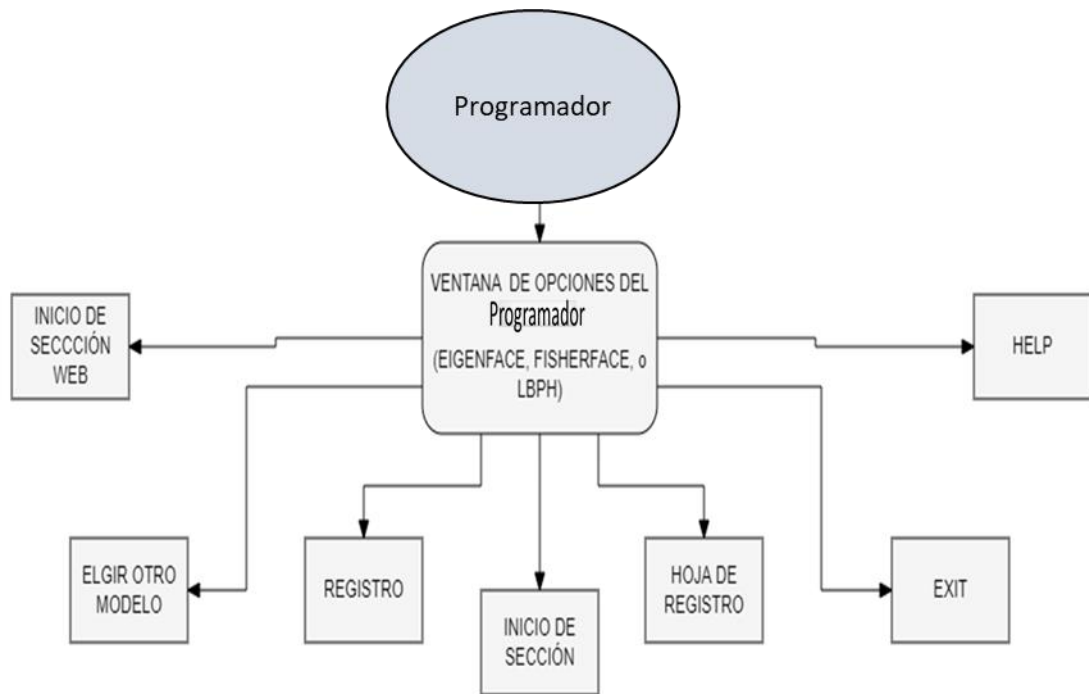 Programador
VENTANA DE OPCIONES DEL
Programador
(EIGENFACE, FISHERFACE, o
LBPH)
INICIO DE
SECCCIÓN
WEB
HELP
ELGIR OTRO
MODELO
REGISTRO
INICIO DE
SECCIÓN
HOJA DE
REGISTRO
EXIT